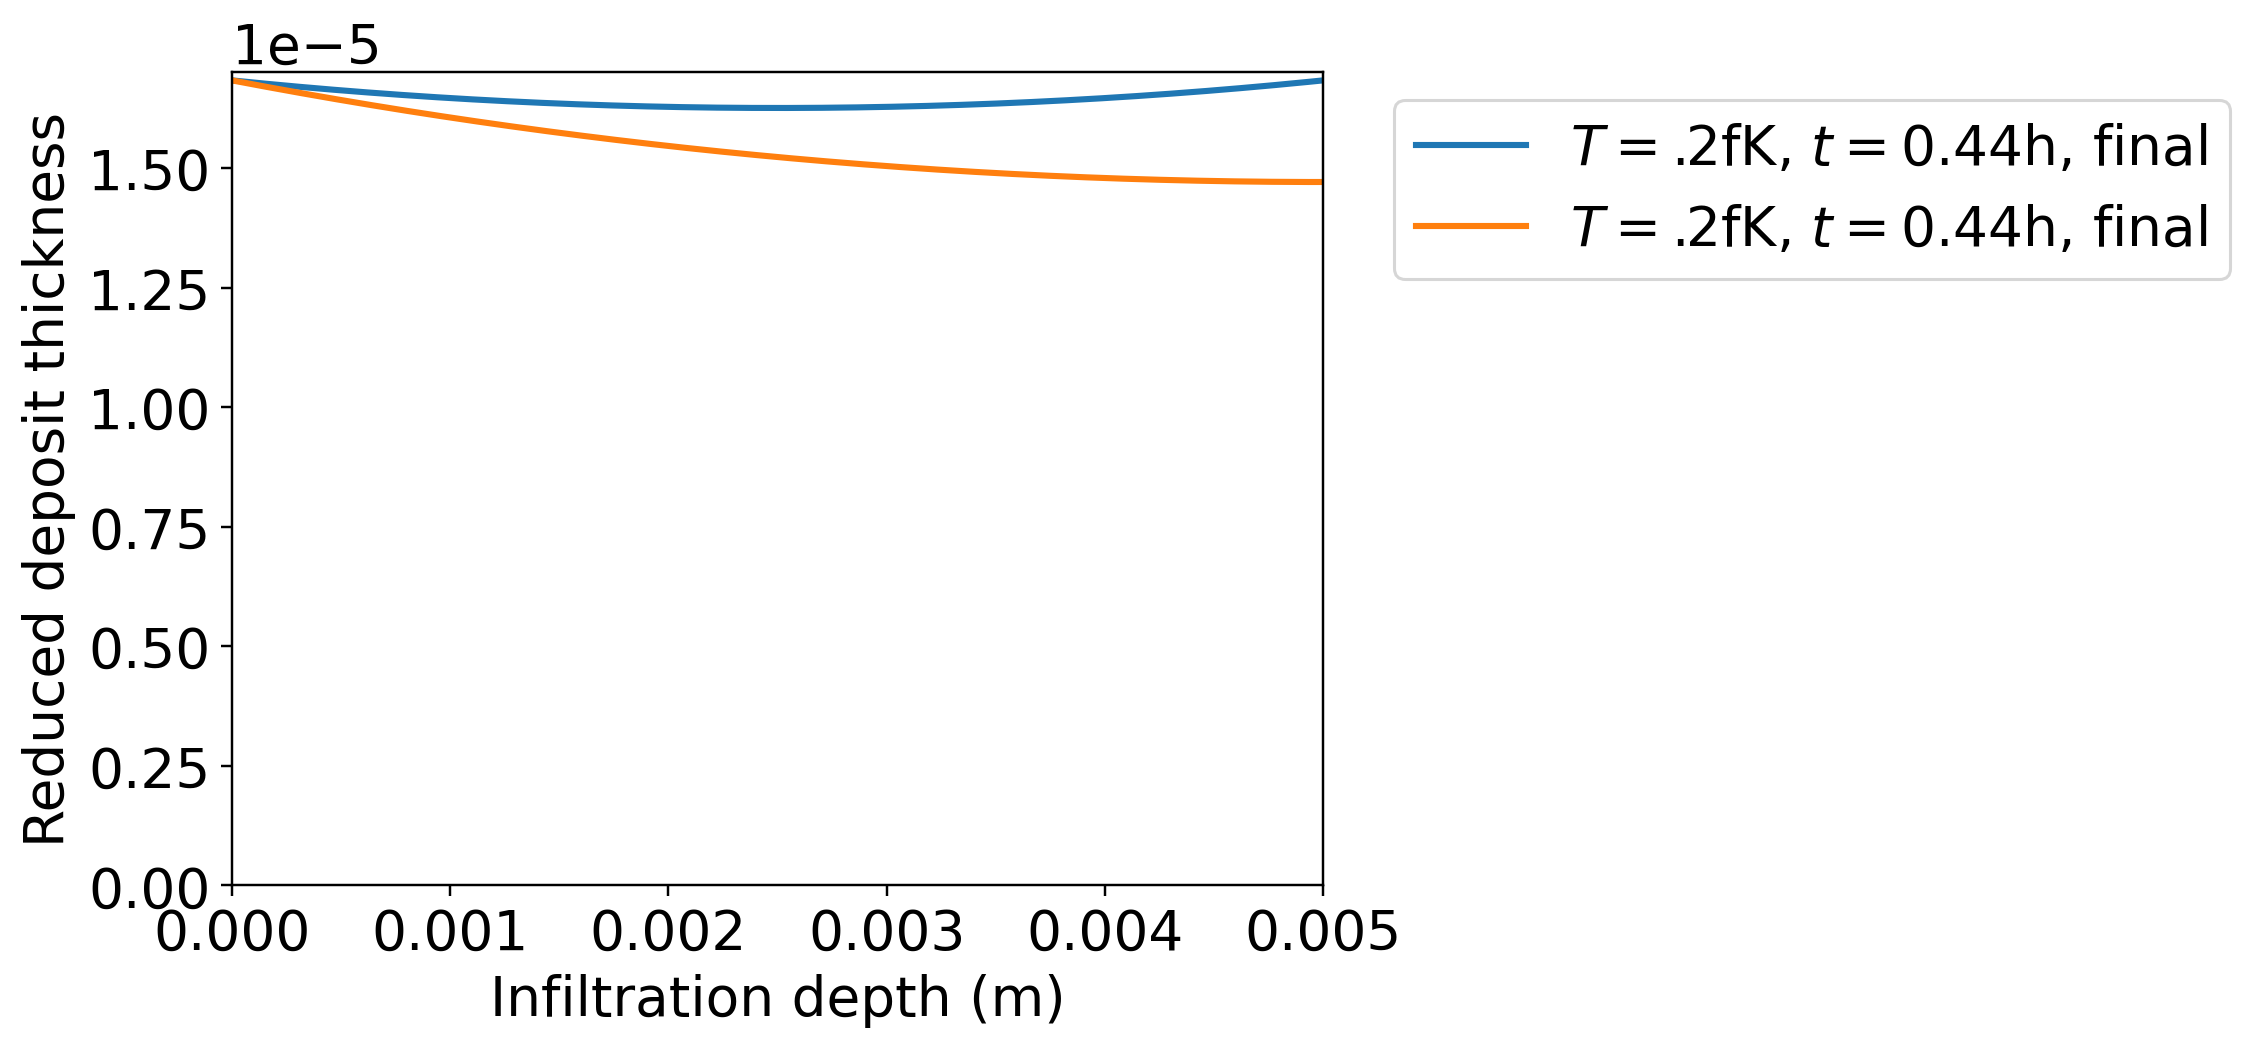 1e−5
Reduced deposit thickness
1.50
1.25
1.00
0.75
0.50
0.25
0.00
0.000 0.001 0.002 0.003 0.004 0.005
Infiltration depth (m)
T = .2fK, t = 0.44h, final
T = .2fK, t = 0.44h, final